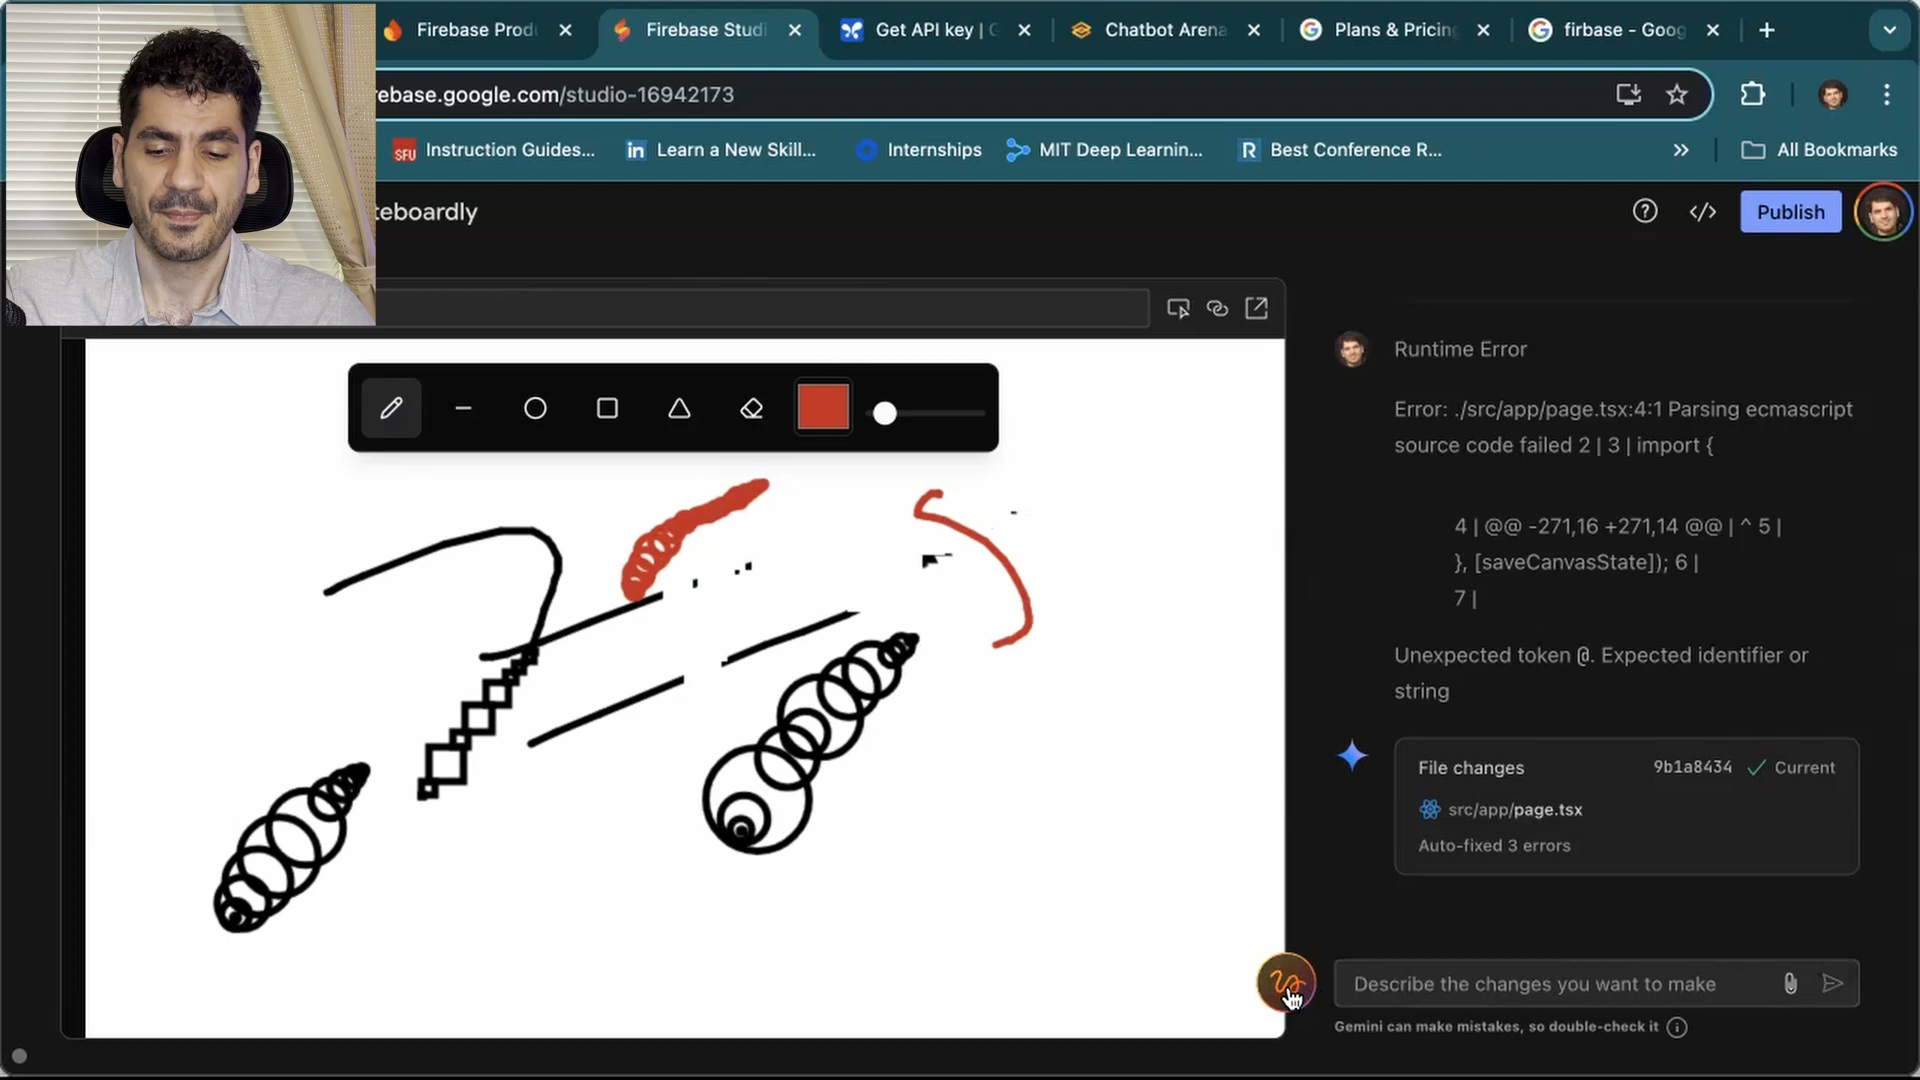 Firebase Prod
Firebase Studi
Get API key | G
Chatbot Arena
Plans & Pricing
firbase - Goog
rebase.google.com/studio-16942173
SFU Instruction Guides...
in Learn a New Skill...
Internships
MIT Deep Learnin...
R Best Conference R...
»
All Bookmarks
teboardly
</>
Publish
Runtime Error
Error: ./src/app/page.tsx:4:1 Parsing ecmascript
source code failed 2 | 3 | import {
4 | @@ -271,16 +271,14 @@ | ^ 5 |
}, [saveCanvasState]); 6 |
7 |
Unexpected token @. Expected identifier or
string
File changes
9b1a8434 ✓ Current
src/app/page.tsx
Auto-fixed 3 errors
Describe the changes you want to make
Gemini can make mistakes, so double-check it